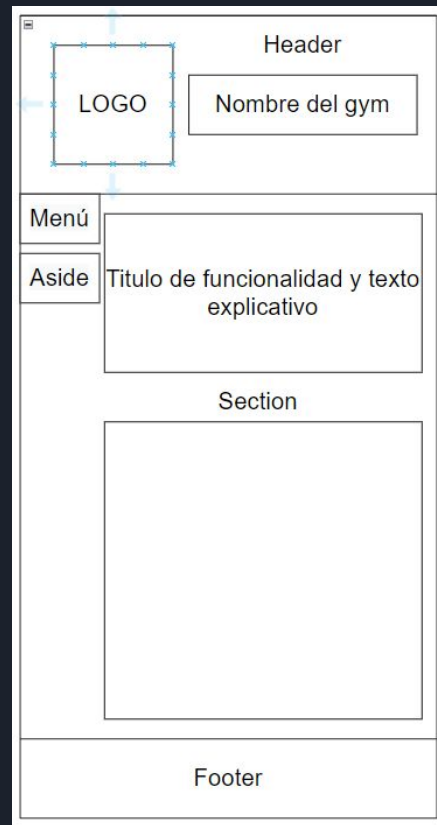 Header
LOGO
Nombre del gym
Menú
Aside
Titulo de funcionalidad y texto
explicativo
Section
Footer